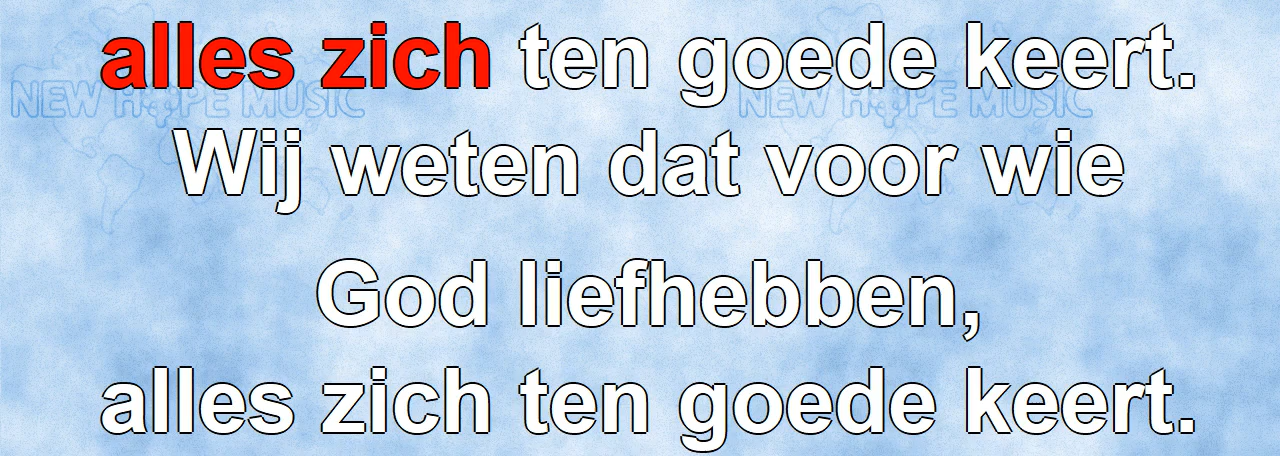 alles zich ten goede keert.
NEW HOPE MUSIC NEW HOPE MUSIC
Wij weten dat voor wie
God liefhebben,
alles zich ten goede keert.